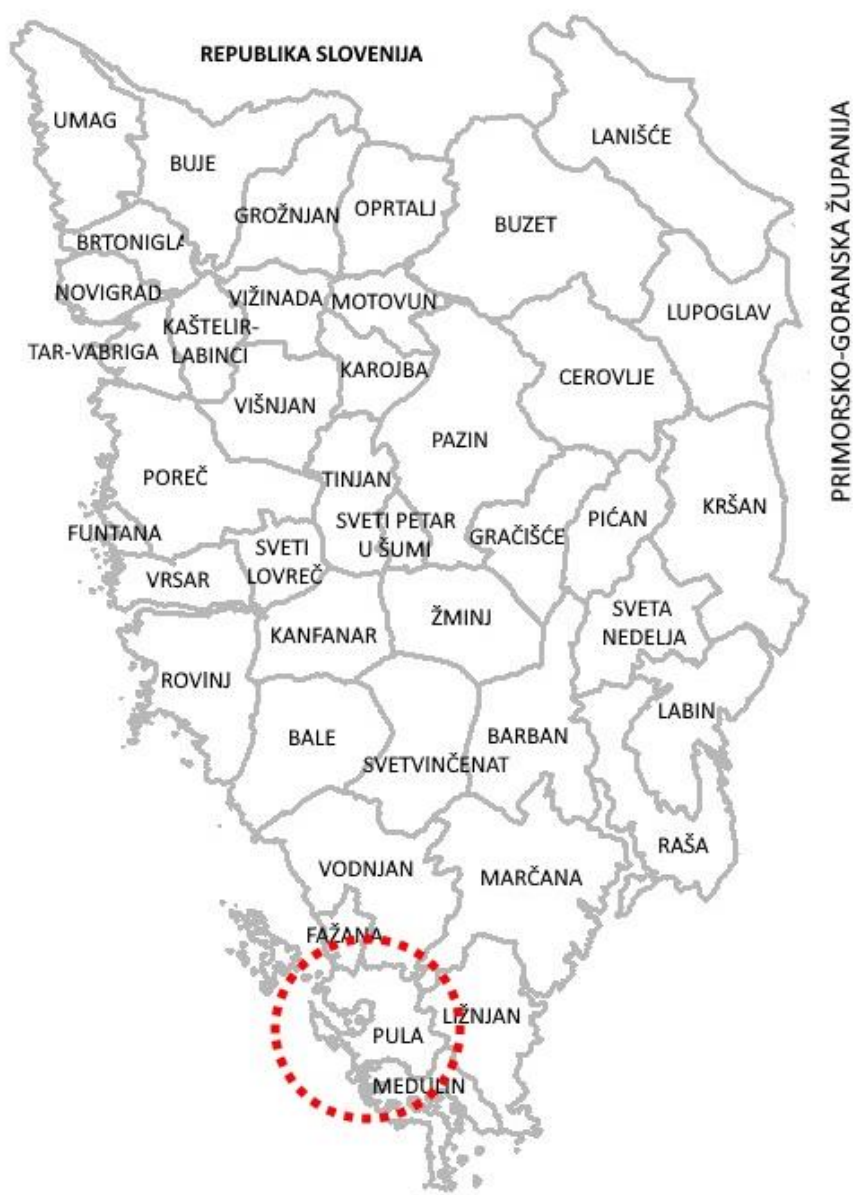 REPUBLIKA SLOVENIJA
PRIMORSKO-GORANSKA ŽUPANIJA
UMAG
LANIŠĆE
BUJE
GROŽNJAN
OPRTALJ
BUZET
BRTONIGLA
NOVIGRAD
VIŽINADA
MOTOVUN
LUPOGLAV
KAŠTELIR-
LABINCI
TAR-VABRIGA
KAROJBA
CEROVLJE
VIŠNJAN
PAZIN
POREČ
TINJAN
KRŠAN
FUNTANA
SVETI PETAR
U ŠUMI
GRAČIŠĆE
PIĆAN
SVETI
LOVREČ
VRSAR
SVETA
NEDELJA
KANFANAR
ŽMINJ
ROVINJ
LABIN
BALE
BARBAN
SVETVINČENAT
RAŠA
VODNJAN
MARČANA
FAŽANA
LIŽNJAN
PULA
MEDULIN